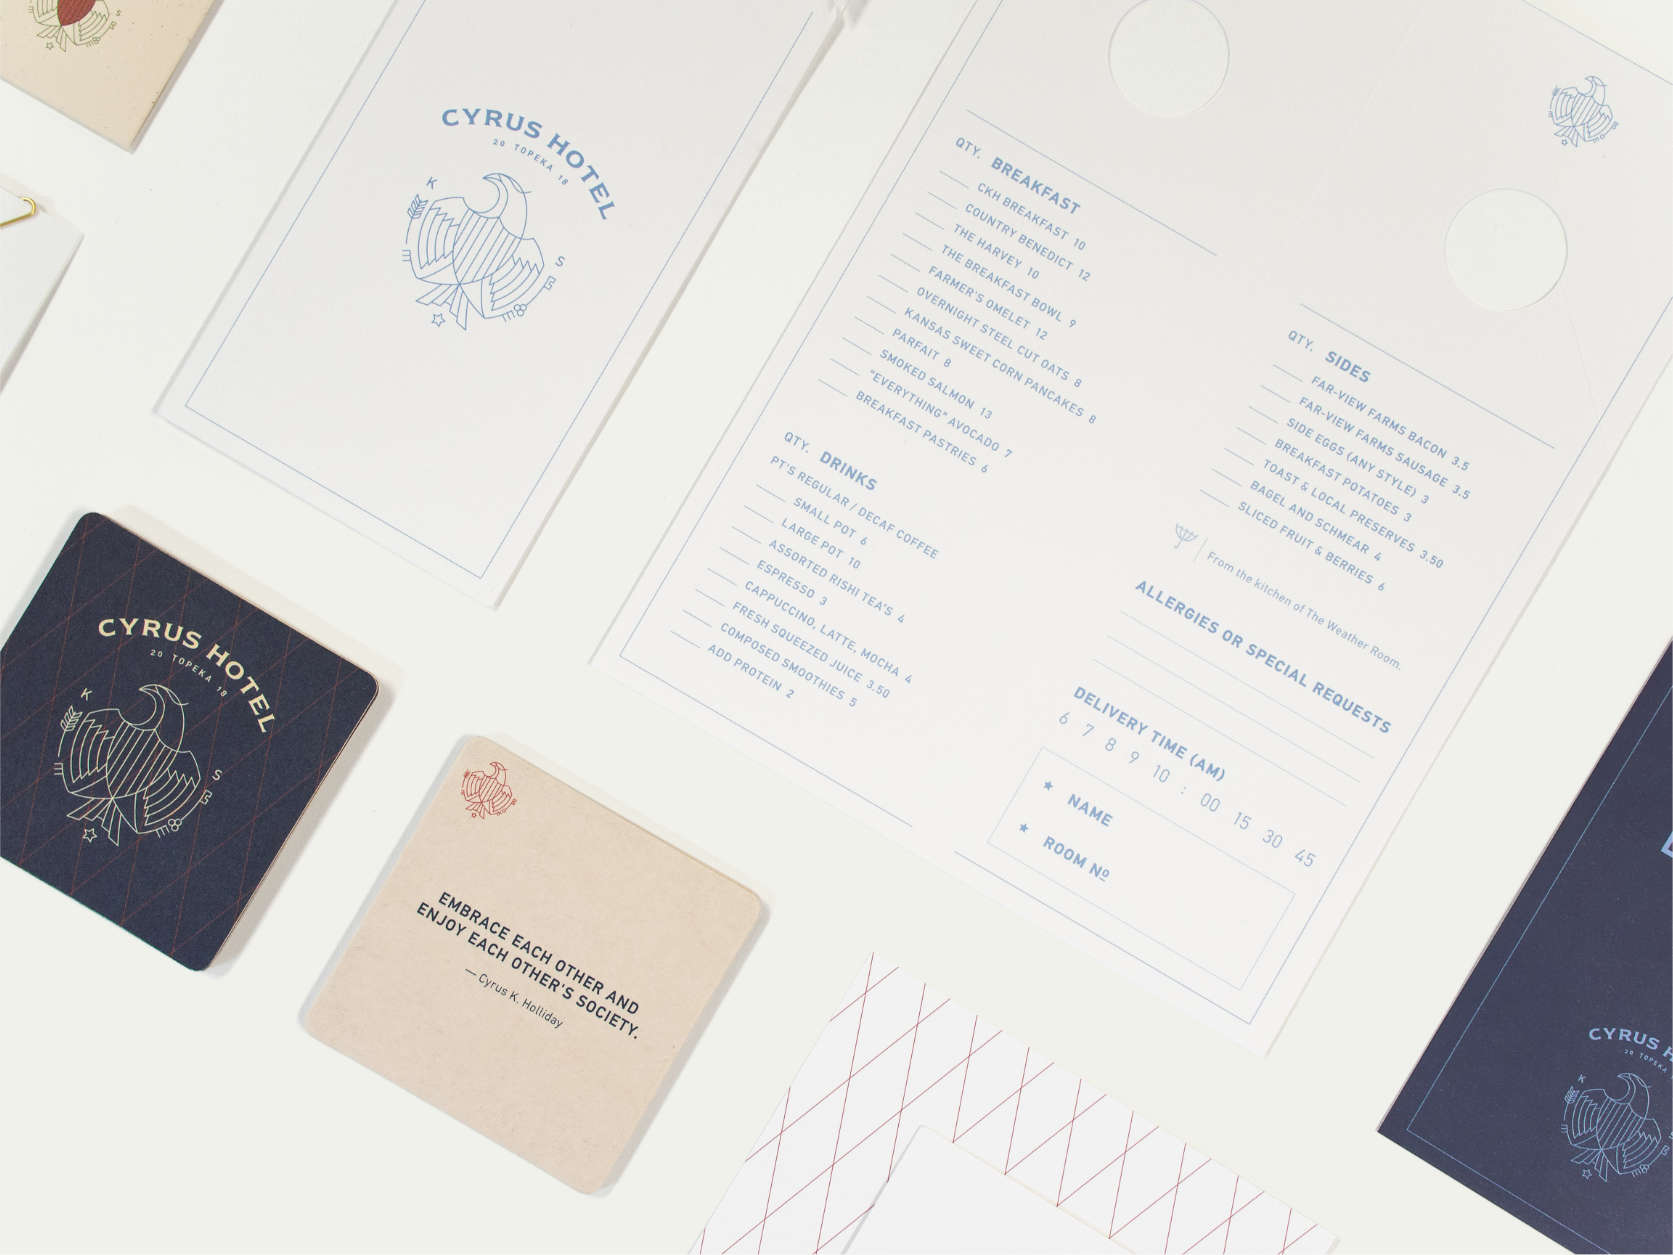 CYRUS HOTEL
20 TOPEKA 18
K
S
QTY. BREAKFAST
CKH BREAKFAST 10
COUNTRY BENEDICT 12
THE HARVEY 10
THE BREAKFAST BOWL 9
FARMER'S OMELET 12
OVERNIGHT STEEL CUT OATS 8
KANSAS SWEET CORN PANCAKES 8
PARFAIT 8
SMOKED SALMON 13
"EVERYTHING" AVOCADO 7
BREAKFAST PASTRIES 6
QTY. DRINKS
PT'S REGULAR / DECAF COFFEE
SMALL POT 6
LARGE POT 10
ASSORTED RISHI TEA'S 4
ESPRESSO 3
CAPPUCCINO, LATTE, MOCHA 4
FRESH SQUEEZED JUICE 3.50
COMPOSED SMOOTHIES 5
ADD PROTEIN 2
QTY. SIDES
FAR-VIEW FARMS BACON 3.5
FAR-VIEW FARMS SAUSAGE 3.5
SIDE EGGS (ANY STYLE) 3
BREAKFAST POTATOES 3
TOAST & LOCAL PRESERVES 3.50
BAGEL AND SCHMEAR 4
SLICED FRUIT & BERRIES 6
From the kitchen of The Weather Room.
ALLERGIES OR SPECIAL REQUESTS
DELIVERY TIME (AM)
6 7 8 9 10 : 00 15 30 45
★ NAME
★ ROOM Nº
CYRUS HOTEL
20 TOPEKA 18
K
S
EMBRACE EACH OTHER AND
ENJOY EACH OTHER'S SOCIETY.
— Cyrus K. Holliday
CYRUS H
20 TOPEKA
K